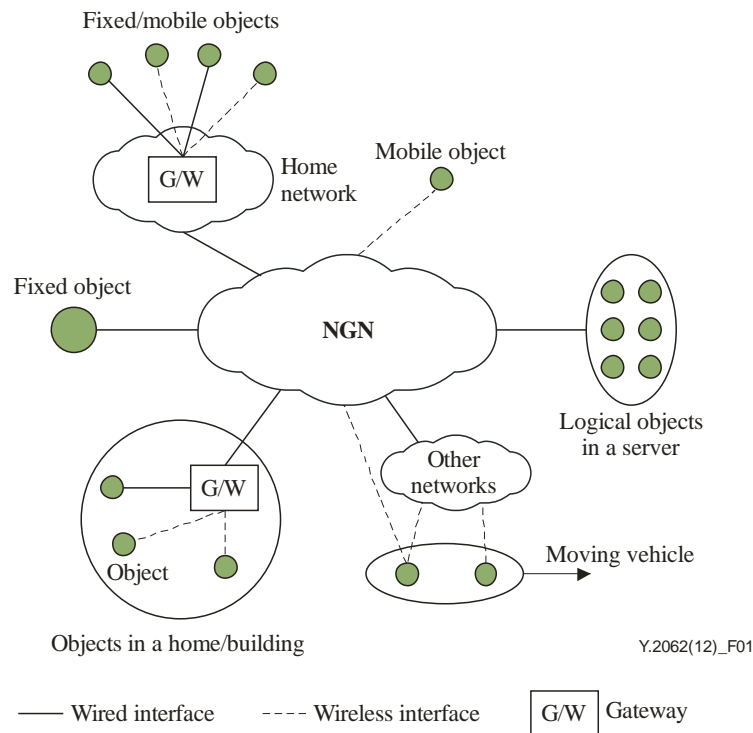 Fixed/mobile objects
G/W
Home
network
Mobile object
Fixed object
NGN
Logical objects
in a server
G/W
Other
networks
Object
Moving vehicle
Objects in a home/building
Y.2062(12)_F01
Wired interface
Wireless interface
G/W
Gateway